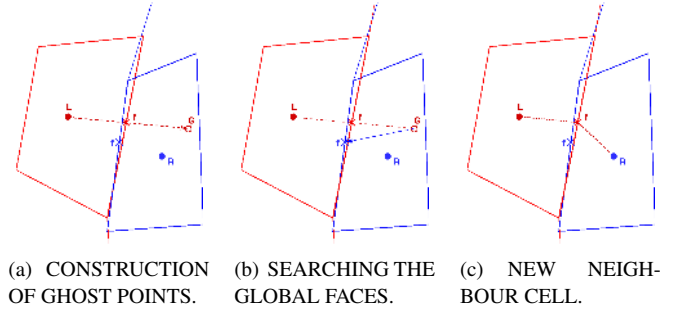 L
f
G
f
R
L
f
G
f
R
L
f
f
R
(a) CONSTRUCTION
OF GHOST POINTS.
(b) SEARCHING THE
GLOBAL FACES.
(c) NEW NEIGH-
BOUR CELL.